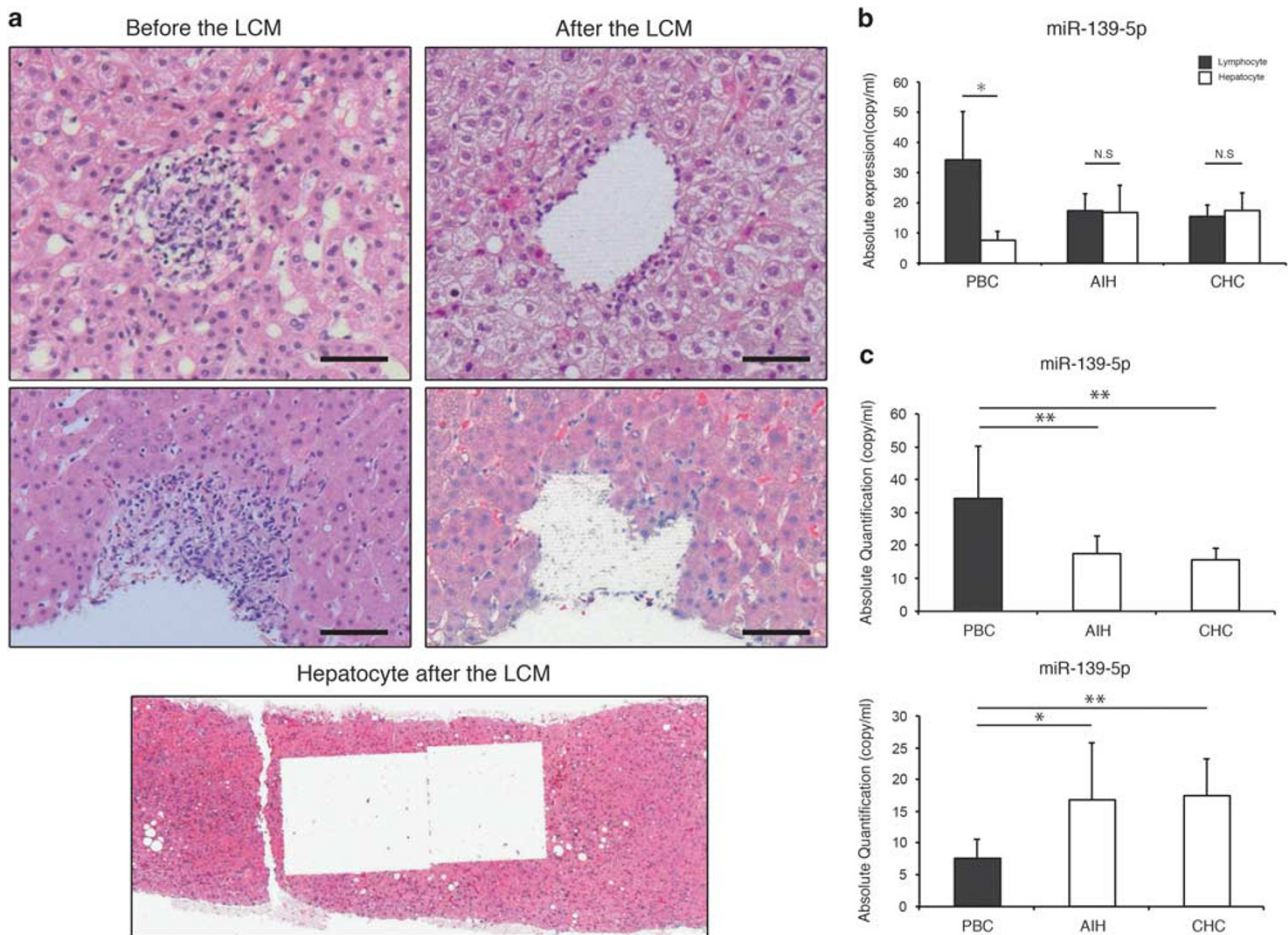 a
Before the LCM
After the LCM
Hepatocyte after the LCM
b
miR-139-5p
Lymphocyte
Hepatocyte
Absolute expression(copy/ml)
60
50
40
30
20
10
0
*
N.S
N.S
PBC
AIH
CHC
c
miR-139-5p
Absolute Quantification (copy/ml)
60
50
40
30
20
10
0
**
**
PBC
AIH
CHC
miR-139-5p
Absolute Quantification (copy/ml)
30
25
20
15
10
5
0
**
*
PBC
AIH
CHC